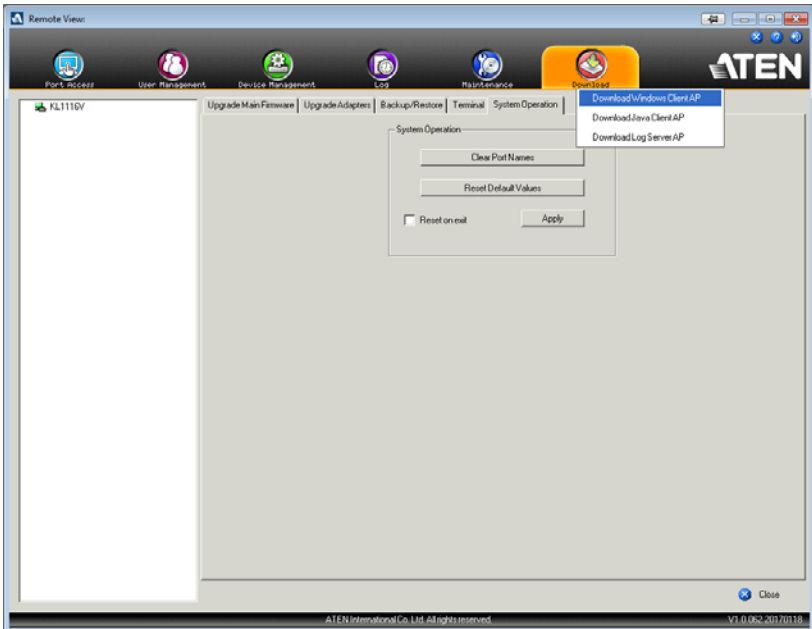 Remote View:
ATEN
Port Access
User Management
Device Management
Log
Maintenance
Download
Download Windows Client AP
Download Java Client AP
Download Log Server AP
KL1116V
Upgrade Main Firmware
Upgrade Adapters
Backup/Restore
Terminal
System Operation
System Operation
Clear Port Names
Reset Default Values
Reset on exit
Apply
Close
ATEN International Co. Ltd. All rights reserved.
V1.0.062.20170118